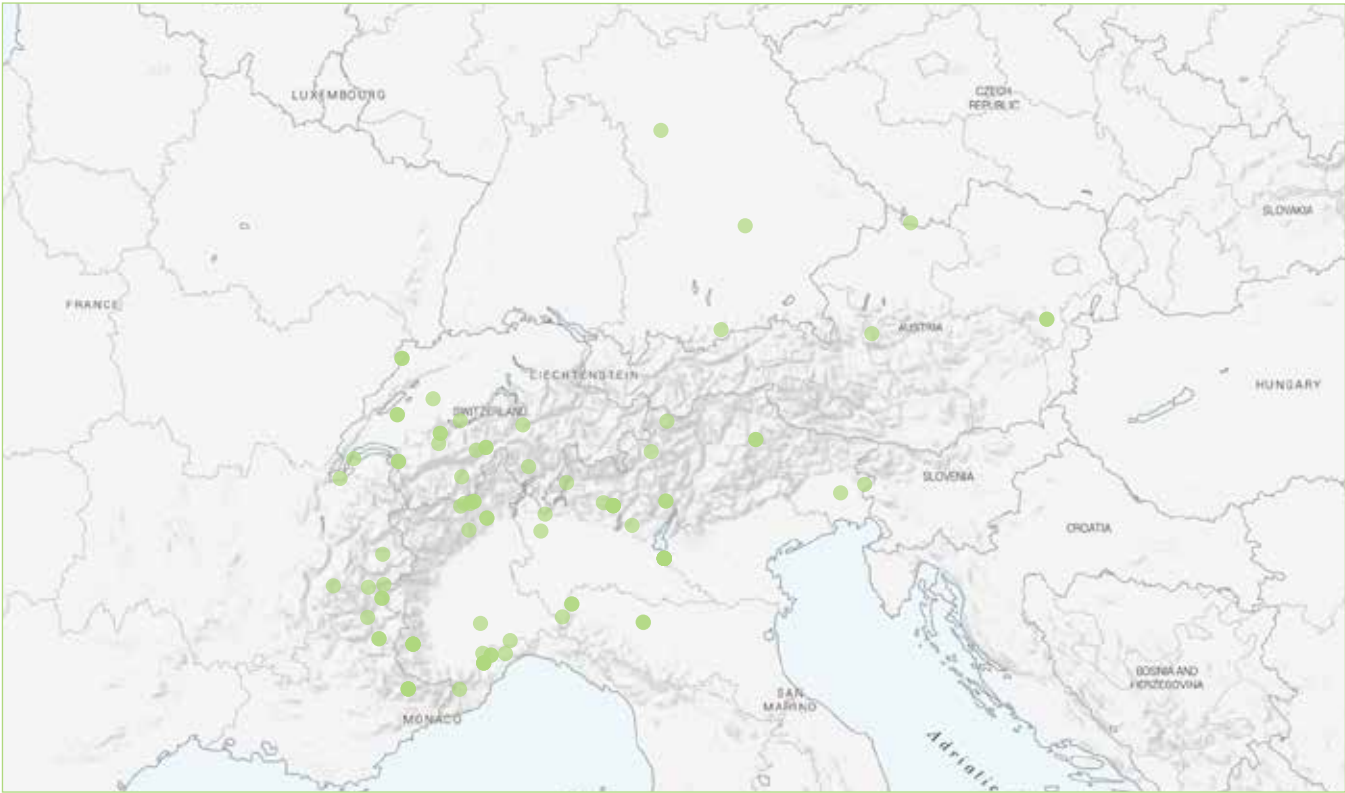 LUXEMBOURG
CZECH
REPUBLIC
SLOVAKIA
FRANCE
AUSTRIA
LIECHTENSTEIN
HUNGARY
SWITZERLAND
SLOVENIA
CROATIA
BOSNIA AND
HERZEGOVINA
SAN
MARINO
MONACO
Adriatic